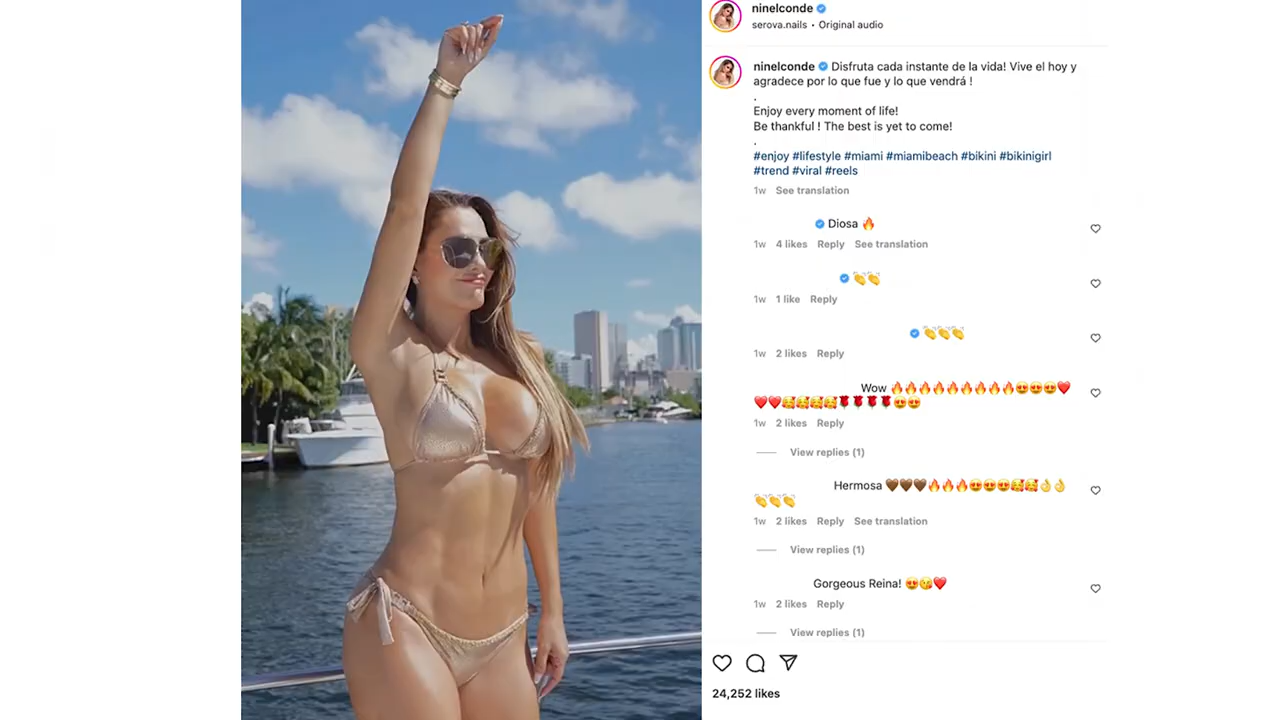 ninelconde
serova.nails • Original audio
ninelconde Disfruta cada instante de la vida! Vive el hoy y
agradece por lo que fue y lo que vendrá !
.
Enjoy every moment of life!
Be thankful ! The best is yet to come!
.
#enjoy #lifestyle #miami #miamibeach #bikini #bikinigirl
#trend #viral #reels
1w See translation
Diosa 🔥
1w 4 likes Reply See translation
👏👏
1w 1 like Reply
👏👏👏
1w 2 likes Reply
Wow 🔥🔥🔥🔥🔥🔥🔥🔥🔥😍😍😍❤️
❤️❤️🥰🥰🥰🥰🌹🌹🌹🌹😍😍
1w 2 likes Reply
View replies (1)
Hermosa 🤎🤎🤎🔥🔥🔥😍😍😍🥰🥰👌👌
👏👏👏
1w 2 likes Reply See translation
View replies (1)
Gorgeous Reina! 😍😘❤️
1w 2 likes Reply
View replies (1)
24,252 likes